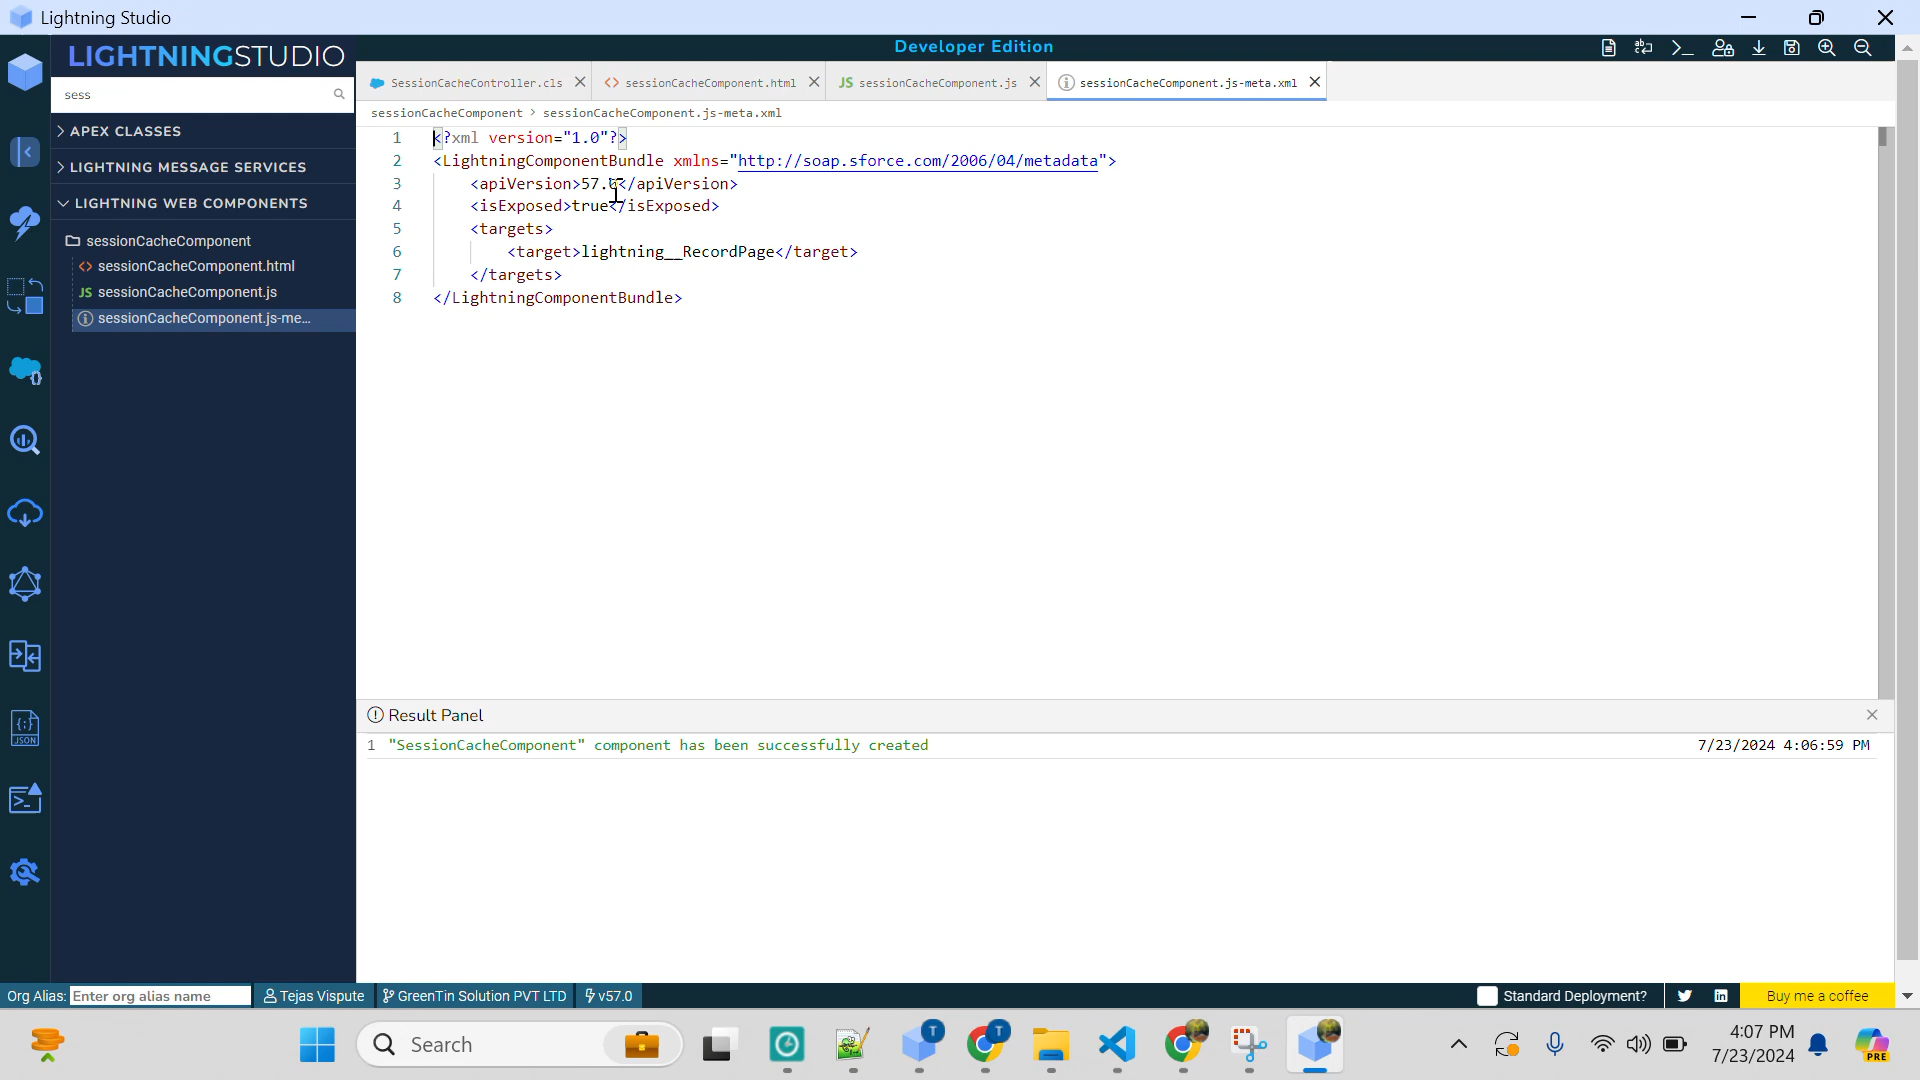 Lightning Studio
LIGHTNINGSTUDIO
Developer Edition
sess
SessionCacheController.cls
sessionCacheComponent.html
JS sessionCacheComponent.js
sessionCacheComponent.js-meta.xml
sessionCacheComponent > sessionCacheComponent.js-meta.xml
APEX CLASSES
LIGHTNING MESSAGE SERVICES
LIGHTNING WEB COMPONENTS
sessionCacheComponent
<> sessionCacheComponent.html
JS sessionCacheComponent.js
sessionCacheComponent.js-me...
1 <?xml version="1.0"?>
2 <LightningComponentBundle xmlns="http://soap.sforce.com/2006/04/metadata">
3 <apiVersion>57.0</apiVersion>
4 <isExposed>true</isExposed>
5 <targets>
6 <target>lightning__RecordPage</target>
7 </targets>
8 </LightningComponentBundle>
Result Panel
1 "SessionCacheComponent" component has been successfully created 7/23/2024 4:06:59 PM
JSON
Org Alias: Enter org alias name Tejas Vispute GreenTin Solution PVT LTD v57.0 Standard Deployment? Buy me a coffee
Search
T
T
4:07 PM
7/23/2024
PRE